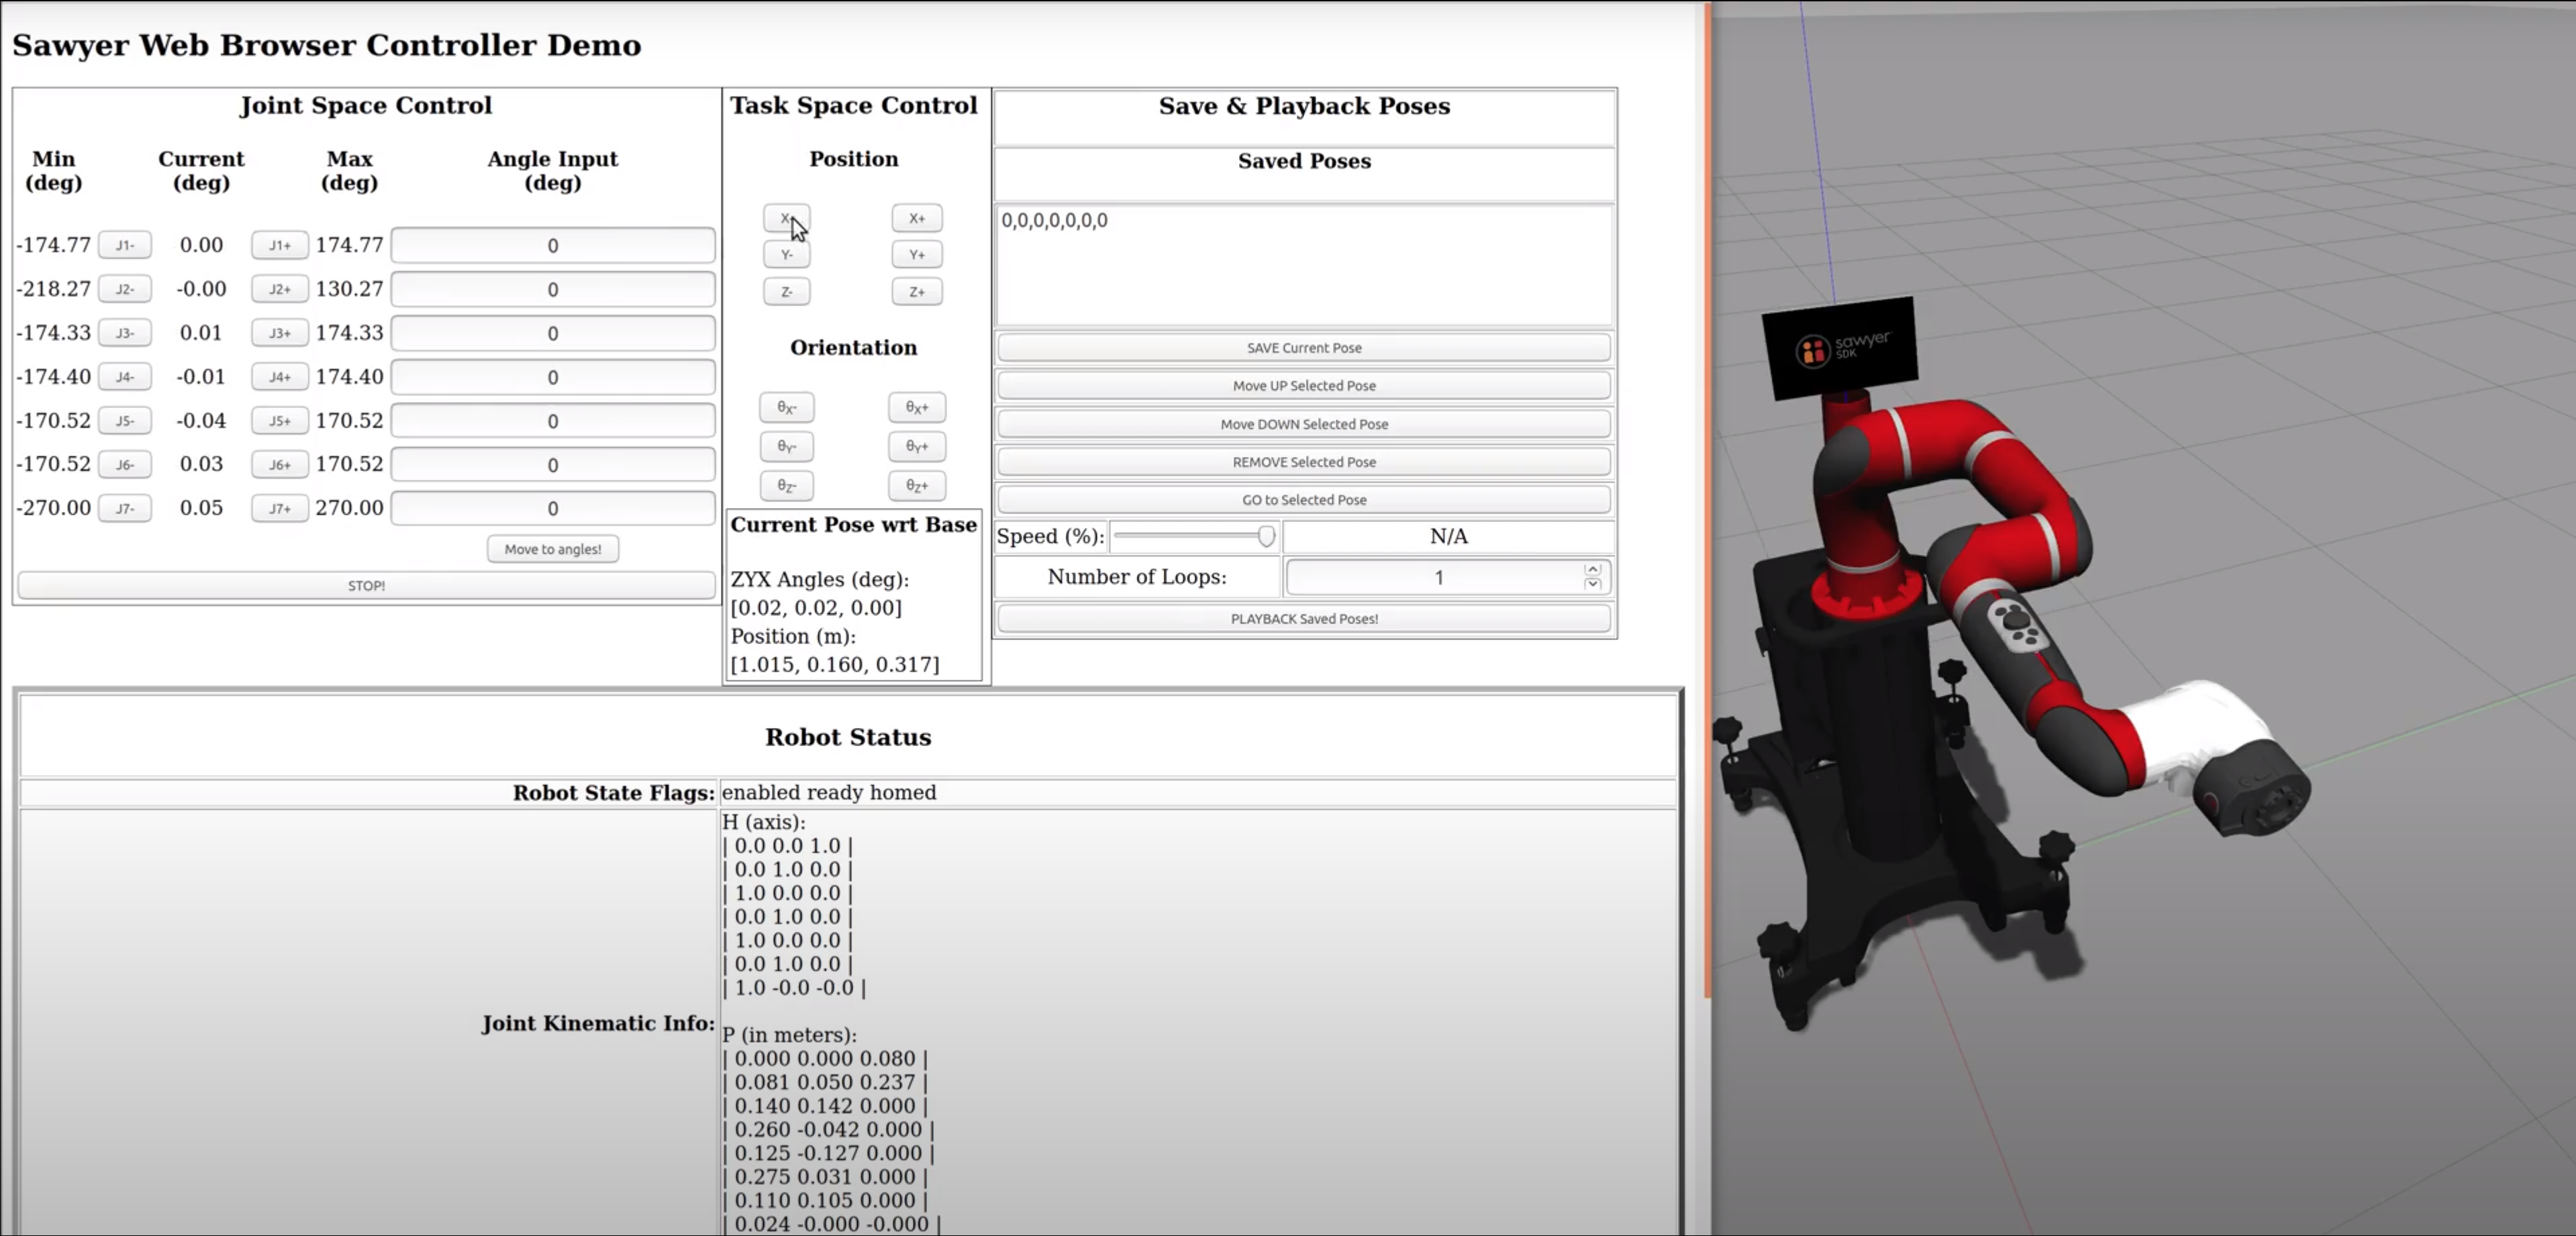 Sawyer Web Browser Controller Demo
Joint Space Control
Min (deg) Current (deg) Max (deg) Angle Input (deg)
-174.77 J1- 0.00 J1+ 174.77 0
-218.27 J2- -0.00 J2+ 130.27 0
-174.33 J3- 0.01 J3+ 174.33 0
-174.40 J4- -0.01 J4+ 174.40 0
-170.52 J5- -0.04 J5+ 170.52 0
-170.52 J6- 0.03 J6+ 170.52 0
-270.00 J7- 0.05 J7+ 270.00 0
Move to angles!
STOP!
Task Space Control
Position
X- X+
Y- Y+
Z- Z+
Orientation
θX- θX+
θY- θY+
θZ- θZ+
Current Pose wrt Base
ZYX Angles (deg):
[0.02, 0.02, 0.00]
Position (m):
[1.015, 0.160, 0.317]
Save & Playback Poses
Saved Poses
0,0,0,0,0,0,0
SAVE Current Pose
Move UP Selected Pose
Move DOWN Selected Pose
REMOVE Selected Pose
GO to Selected Pose
Speed (%): N/A
Number of Loops: 1
PLAYBACK Saved Poses!
Robot Status
Robot State Flags: enabled ready homed
Joint Kinematic Info:
H (axis):
| 0.0 0.0 1.0 |
| 0.0 1.0 0.0 |
| 1.0 0.0 0.0 |
| 0.0 1.0 0.0 |
| 1.0 0.0 0.0 |
| 0.0 1.0 0.0 |
| 1.0 -0.0 -0.0 |
P (in meters):
| 0.000 0.000 0.080 |
| 0.081 0.050 0.237 |
| 0.140 0.142 0.000 |
| 0.260 -0.042 0.000 |
| 0.125 -0.127 0.000 |
| 0.275 0.031 0.000 |
| 0.110 0.105 0.000 |
| 0.024 -0.000 -0.000 |
sawyer
SDK